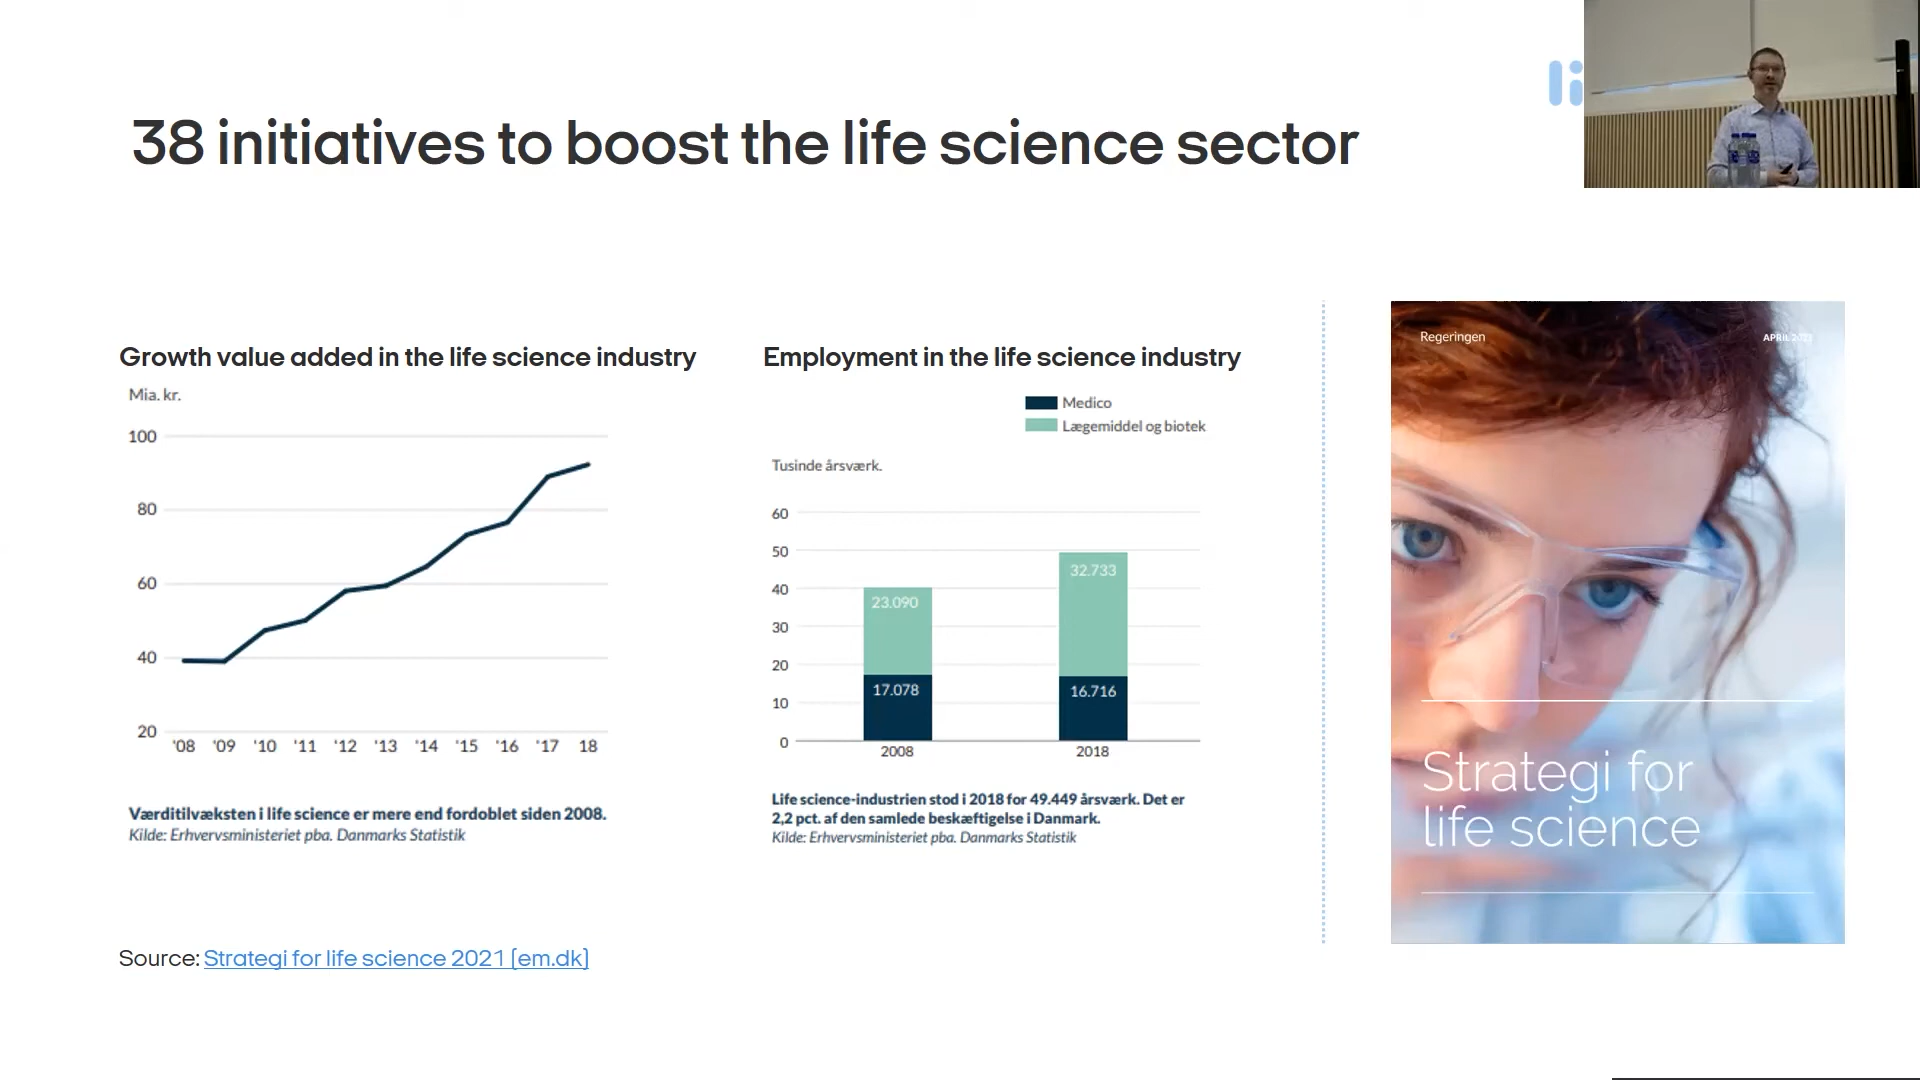 38 initiatives to boost the life science sector
li
Growth value added in the life science industry
Mia. kr.
100
80
60
40
20
'08 '09 '10 '11 '12 '13 '14 '15 '16 '17 18
Værditilvæksten i life science er mere end fordoblet siden 2008.
Kilde: Erhvervsministeriet pba. Danmarks Statistik
Employment in the life science industry
Medico
Lægemiddel og biotek
Tusinde årsværk.
60
50
40
30
20
10
0
23.090
17.078
32.733
16.716
2008 2018
Life science-industrien stod i 2018 for 49.449 årsværk. Det er
2,2 pct. af den samlede beskæftigelse i Danmark.
Kilde: Erhvervsministeriet pba. Danmarks Statistik
Regeringen
APRIL
Strategi for
life science
Source: Strategi for life science 2021 [em.dk]